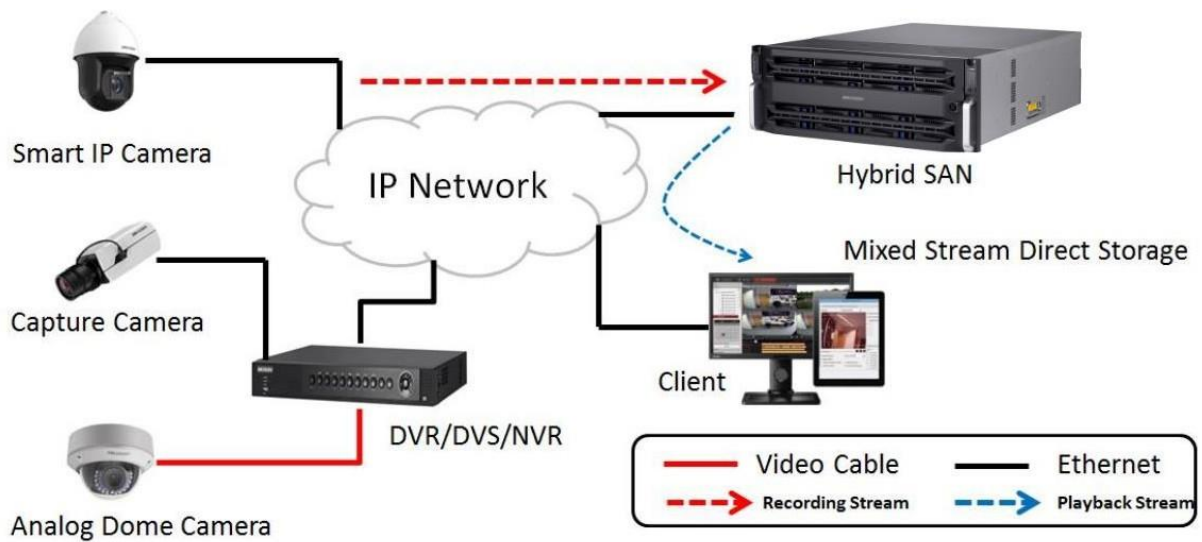 Smart IP Camera
IP Network
Hybrid SAN
Mixed Stream Direct Storage
Capture Camera
Client
DVR/DVS/NVR
Analog Dome Camera
Video Cable
Ethernet
Recording Stream
Playback Stream